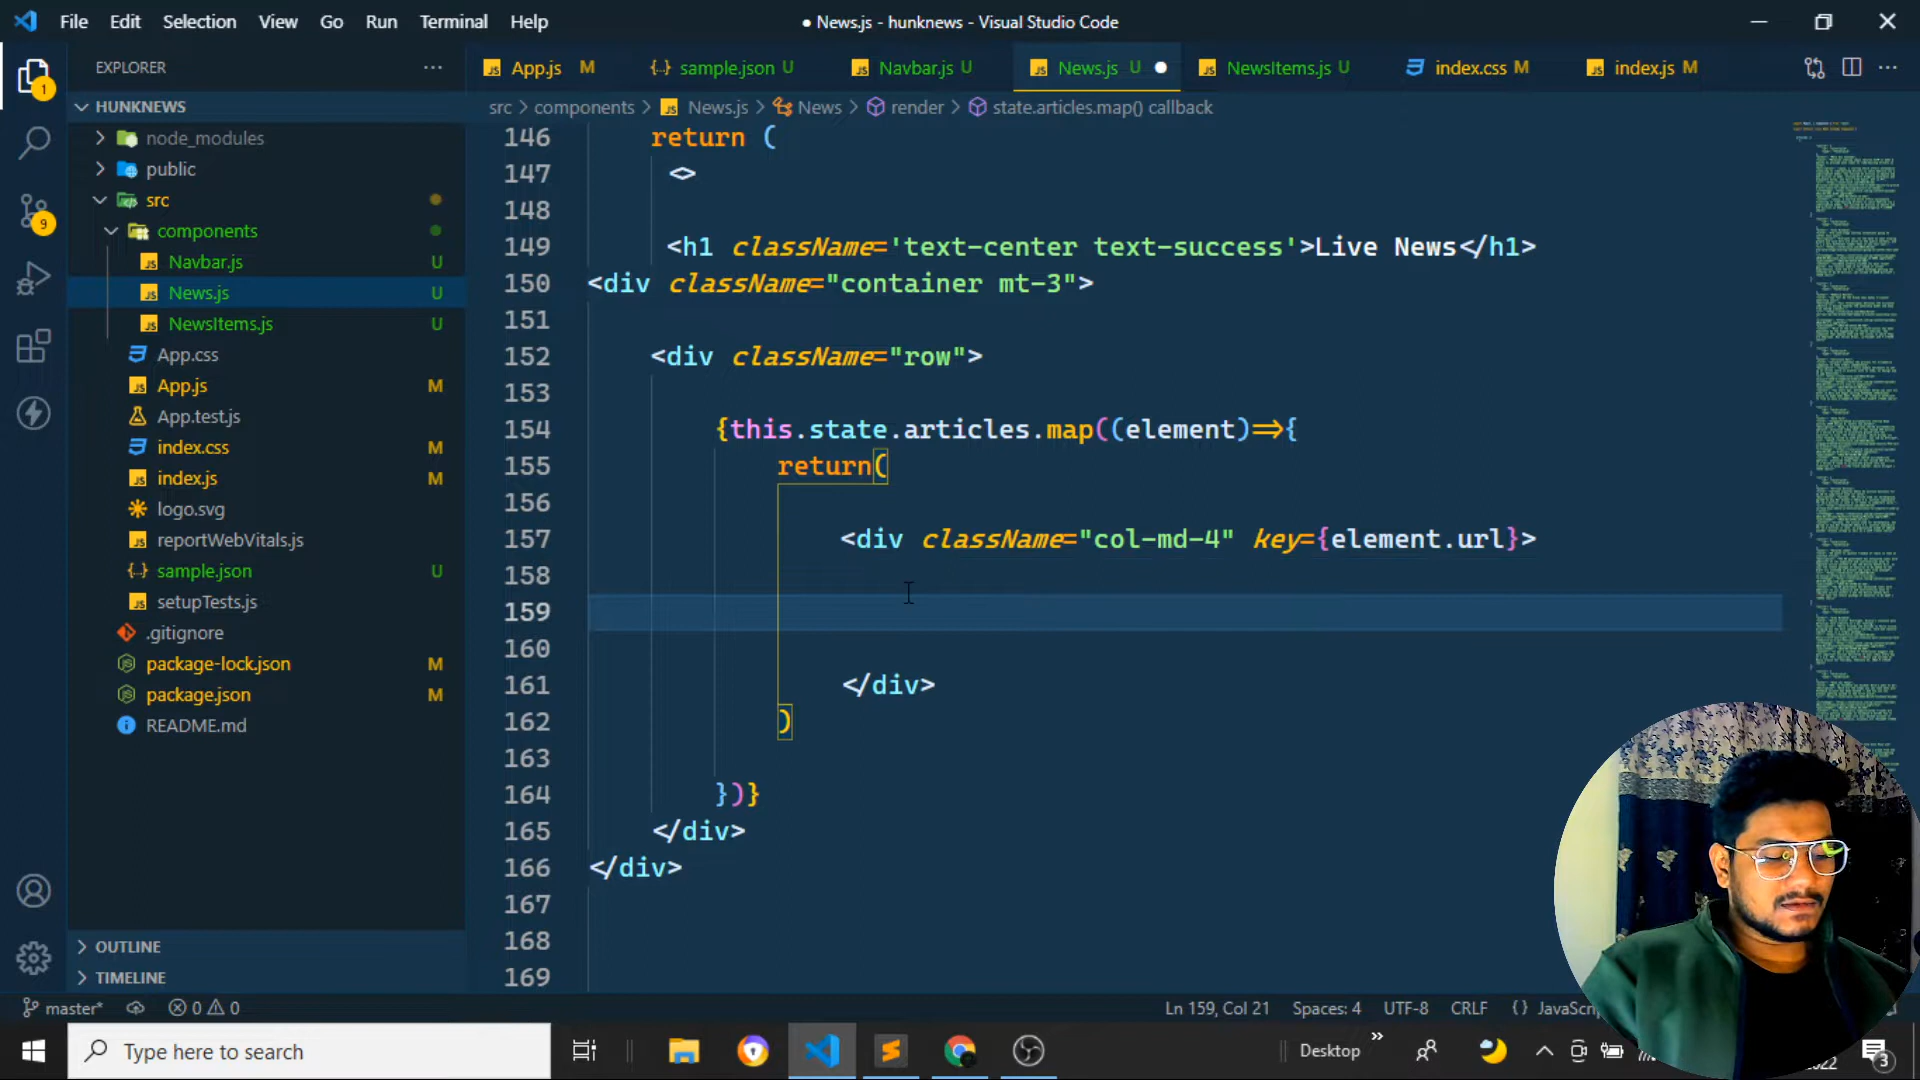 File Edit Selection View Go Run Terminal Help
● News.js - hunknews - Visual Studio Code
EXPLORER
App.js M
sample.json U
Navbar.js U
News.js U
NewsItems.js U
index.css M
index.js M
HUNKNEWS
src > components > News.js > News > render > state.articles.map() callback
node_modules
public
src
components
Navbar.js U
News.js U
NewsItems.js U
App.css
App.js M
App.test.js
index.css M
index.js M
logo.svg
reportWebVitals.js
sample.json U
setupTests.js
.gitignore
package-lock.json M
package.json M
README.md
OUTLINE
TIMELINE
1
9
146 return (
147 <>
148
149 <h1 className='text-center text-success'>Live News</h1>
150 <div className="container mt-3">
151
152 <div className="row">
153
154 {this.state.articles.map((element)=>{
155 return(
156
157 <div className="col-md-4" key={element.url}>
158
159
160
161 </div>
162 )
163
164 })}
165 </div>
166 </div>
167
168
169
master* 0 0
Ln 159, Col 21 Spaces: 4 UTF-8 CRLF {}
Type here to search
Desktop
2022
3